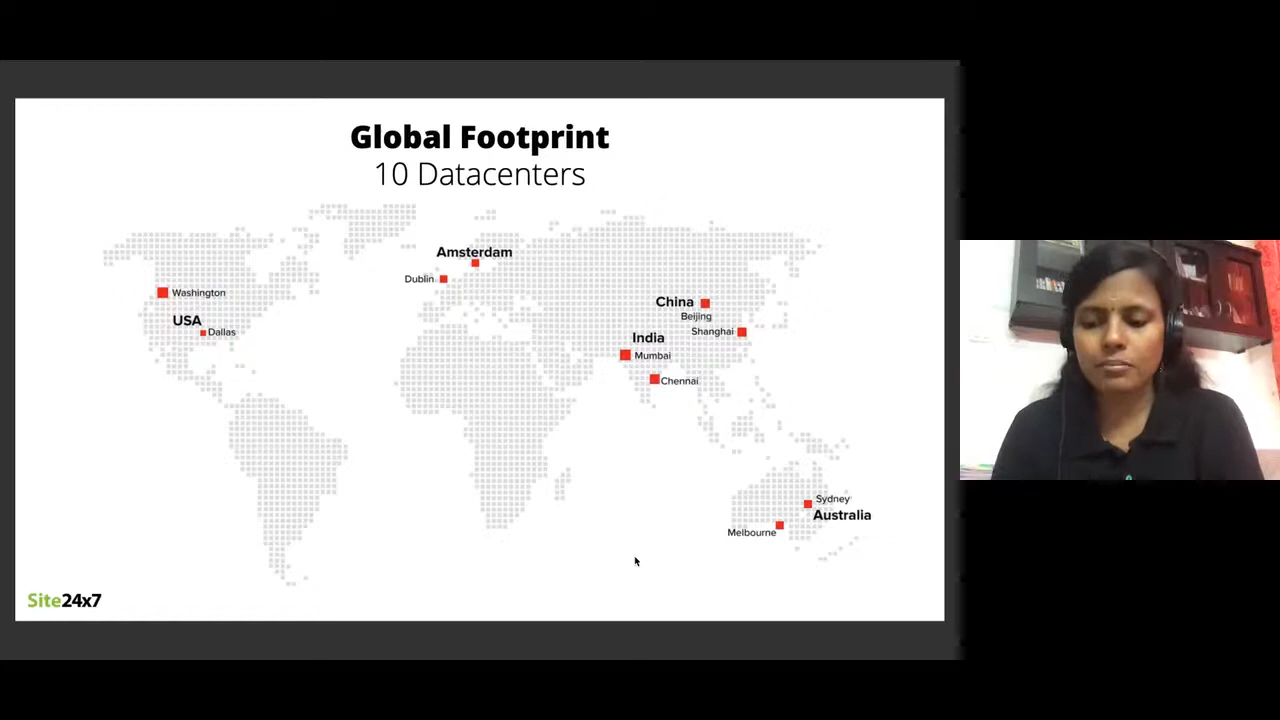 Global Footprint
10 Datacenters
Amsterdam
Dublin
Washington
USA
Dallas
China
Beijing
Shanghai
India
Mumbai
Chennai
Sydney
Australia
Melbourne
Site24x7